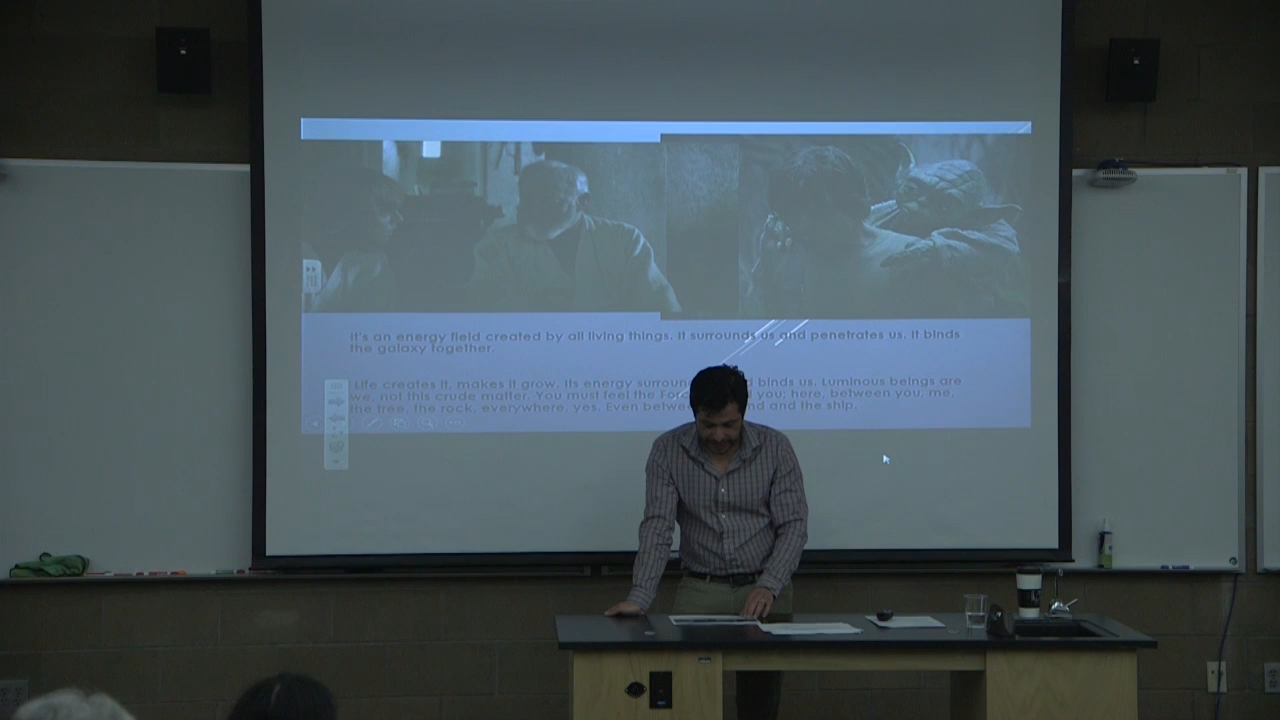 It's an energy field created by all living things. It surrounds us and penetrates us. It binds
the galaxy together.
Life creates it, makes it grow. Its energy binds us. Luminous beings are
we, not this crude matter. You must feel the you; here, between you, me,
the tree, the rock, everywhere, yes. Even and the ship.